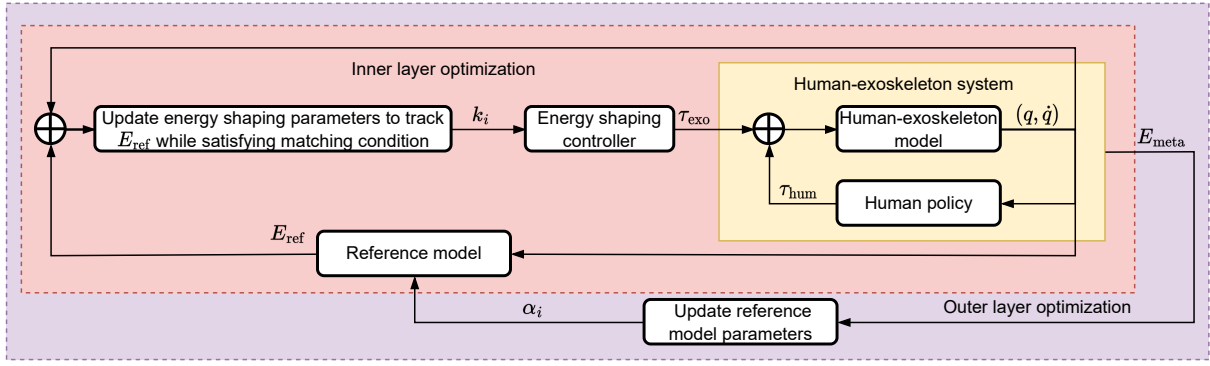 Inner layer optimization
Human-exoskeleton system
Update energy shaping parameters to track
E_ref while satisfying matching condition
k_i
Energy shaping
controller
τ_exo
Human-exoskeleton
model
(q, q̇)
E_meta
τ_hum
Human policy
E_ref
Reference model
α_i
Update reference
model parameters
Outer layer optimization